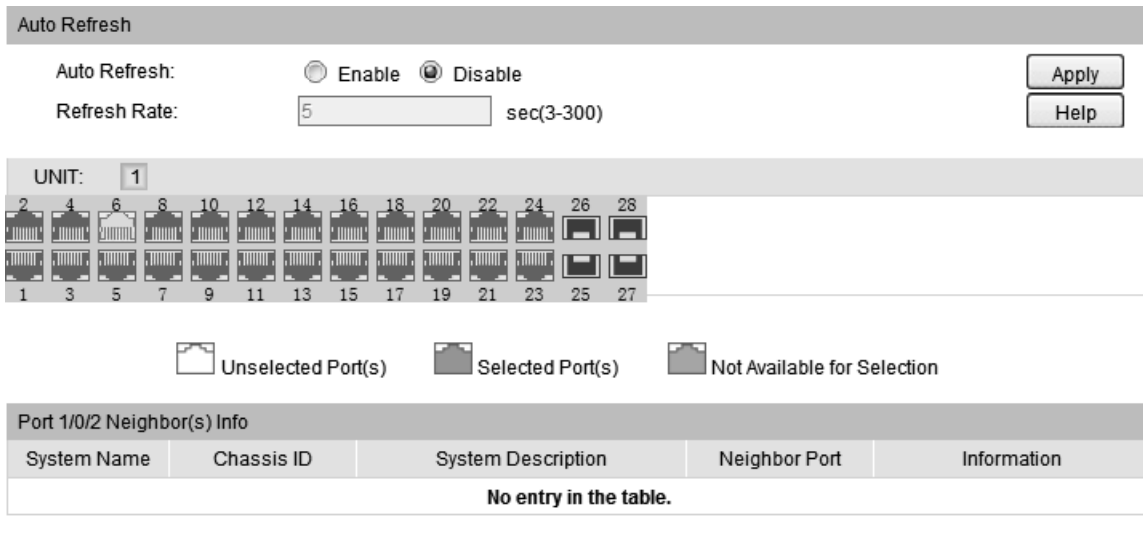 Auto Refresh
Auto Refresh: Enable Disable Apply
Refresh Rate: 5 sec(3-300) Help
UNIT: 1
2 4 6 8 10 12 14 16 18 20 22 24 26 28
1 3 5 7 9 11 13 15 17 19 21 23 25 27
Unselected Port(s) Selected Port(s) Not Available for Selection
Port 1/0/2 Neighbor(s) Info
System Name Chassis ID System Description Neighbor Port Information
No entry in the table.